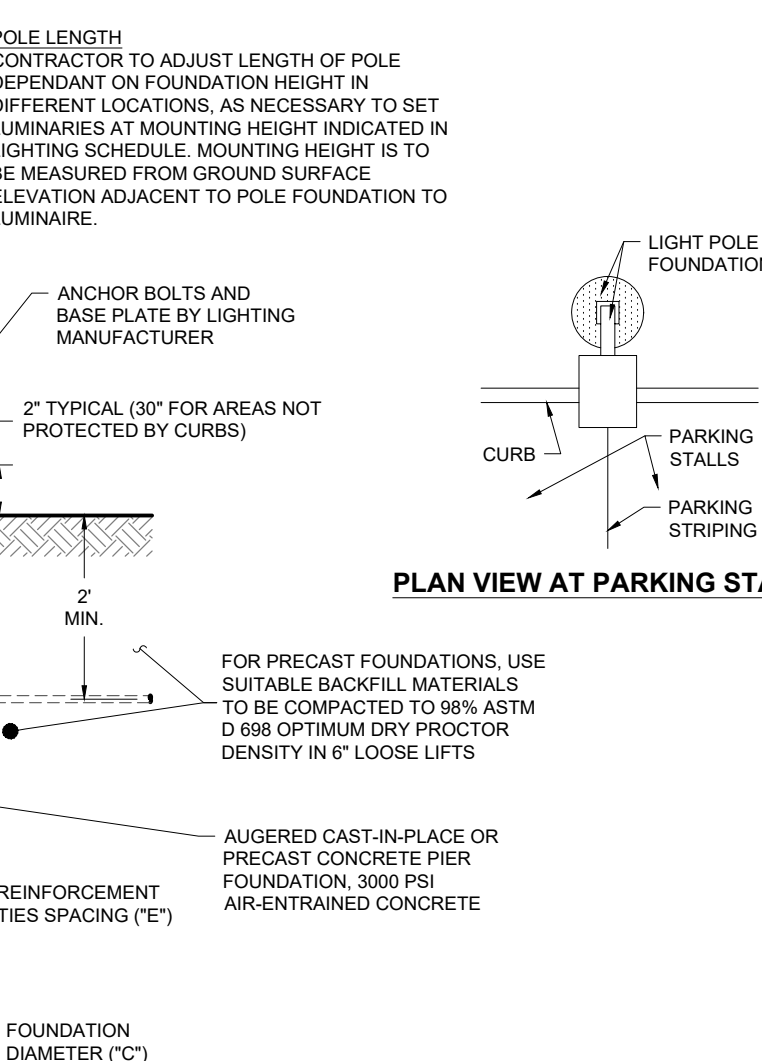 POLE LENGTH
CONTRACTOR TO ADJUST LENGTH OF POLE
DEPENDANT ON FOUNDATION HEIGHT IN
DIFFERENT LOCATIONS, AS NECESSARY TO SET
LUMINARIES AT MOUNTING HEIGHT INDICATED IN
LIGHTING SCHEDULE. MOUNTING HEIGHT IS TO
BE MEASURED FROM GROUND SURFACE
ELEVATION ADJACENT TO POLE FOUNDATION TO
LUMINAIRE.
LIGHT POLE
FOUNDATION
ANCHOR BOLTS AND
BASE PLATE BY LIGHTING
MANUFACTURER
2" TYPICAL (30" FOR AREAS NOT
PROTECTED BY CURBS)
CURB
PARKING
STALLS
PARKING
STRIPING
PLAN VIEW AT PARKING STA
2'
MIN.
FOR PRECAST FOUNDATIONS, USE
SUITABLE BACKFILL MATERIALS
TO BE COMPACTED TO 98% ASTM
D 698 OPTIMUM DRY PROCTOR
DENSITY IN 6" LOOSE LIFTS
AUGERED CAST-IN-PLACE OR
PRECAST CONCRETE PIER
FOUNDATION, 3000 PSI
AIR-ENTRAINED CONCRETE
REINFORCEMENT
TIES SPACING ("E")
FOUNDATION
DIAMETER ("C")